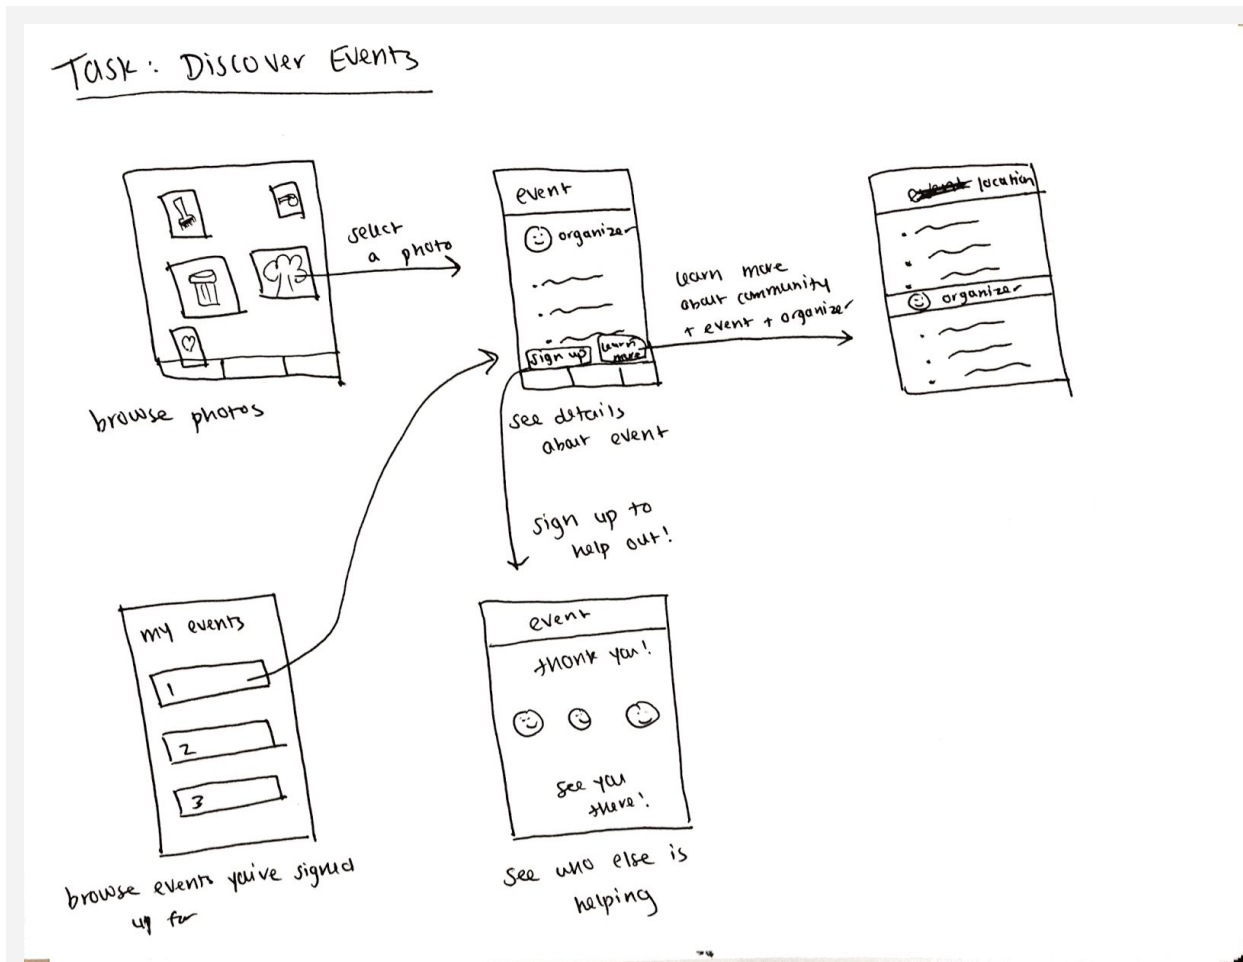 Task: Discover Events
select
a photo
browse photos
event
organizer
sign up
learn
more
see details
about event
learn more
about community
+ event + organizer
location
organizer
sign up to
help out!
my events
1
2
3
browse events you've signed
up for
event
thank you!
see you
there!
see who else is
helping